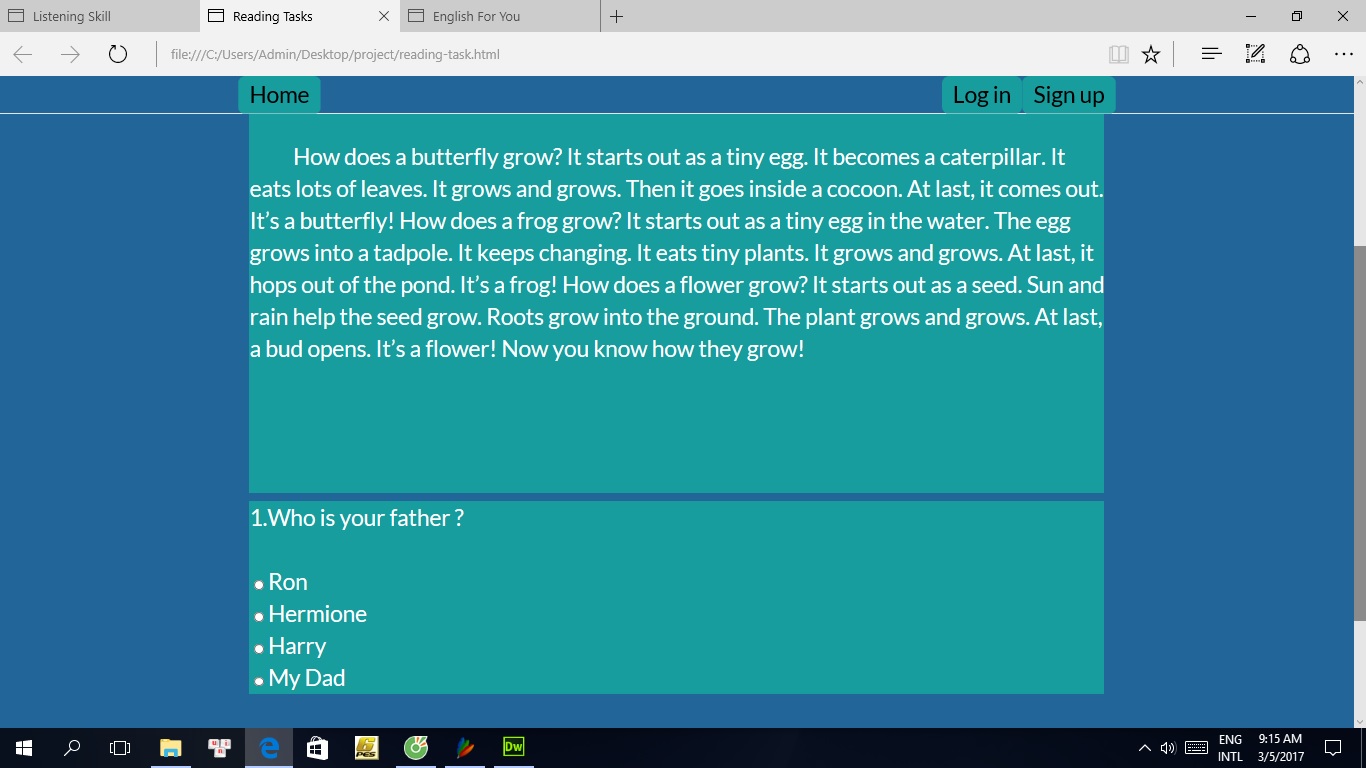 Listening Skill
Reading Tasks
English For You
file:///C:/Users/Admin/Desktop/project/reading-task.html
Home
Log in
Sign up
How does a butterfly grow? It starts out as a tiny egg. It becomes a caterpillar. It
eats lots of leaves. It grows and grows. Then it goes inside a cocoon. At last, it comes out.
It’s a butterfly! How does a frog grow? It starts out as a tiny egg in the water. The egg
grows into a tadpole. It keeps changing. It eats tiny plants. It grows and grows. At last, it
hops out of the pond. It’s a frog! How does a flower grow? It starts out as a seed. Sun and
rain help the seed grow. Roots grow into the ground. The plant grows and grows. At last,
a bud opens. It’s a flower! Now you know how they grow!
1.Who is your father ?
Ron
Hermione
Harry
My Dad
6
PES
Dw
ENG
INTL
9:15 AM
3/5/2017